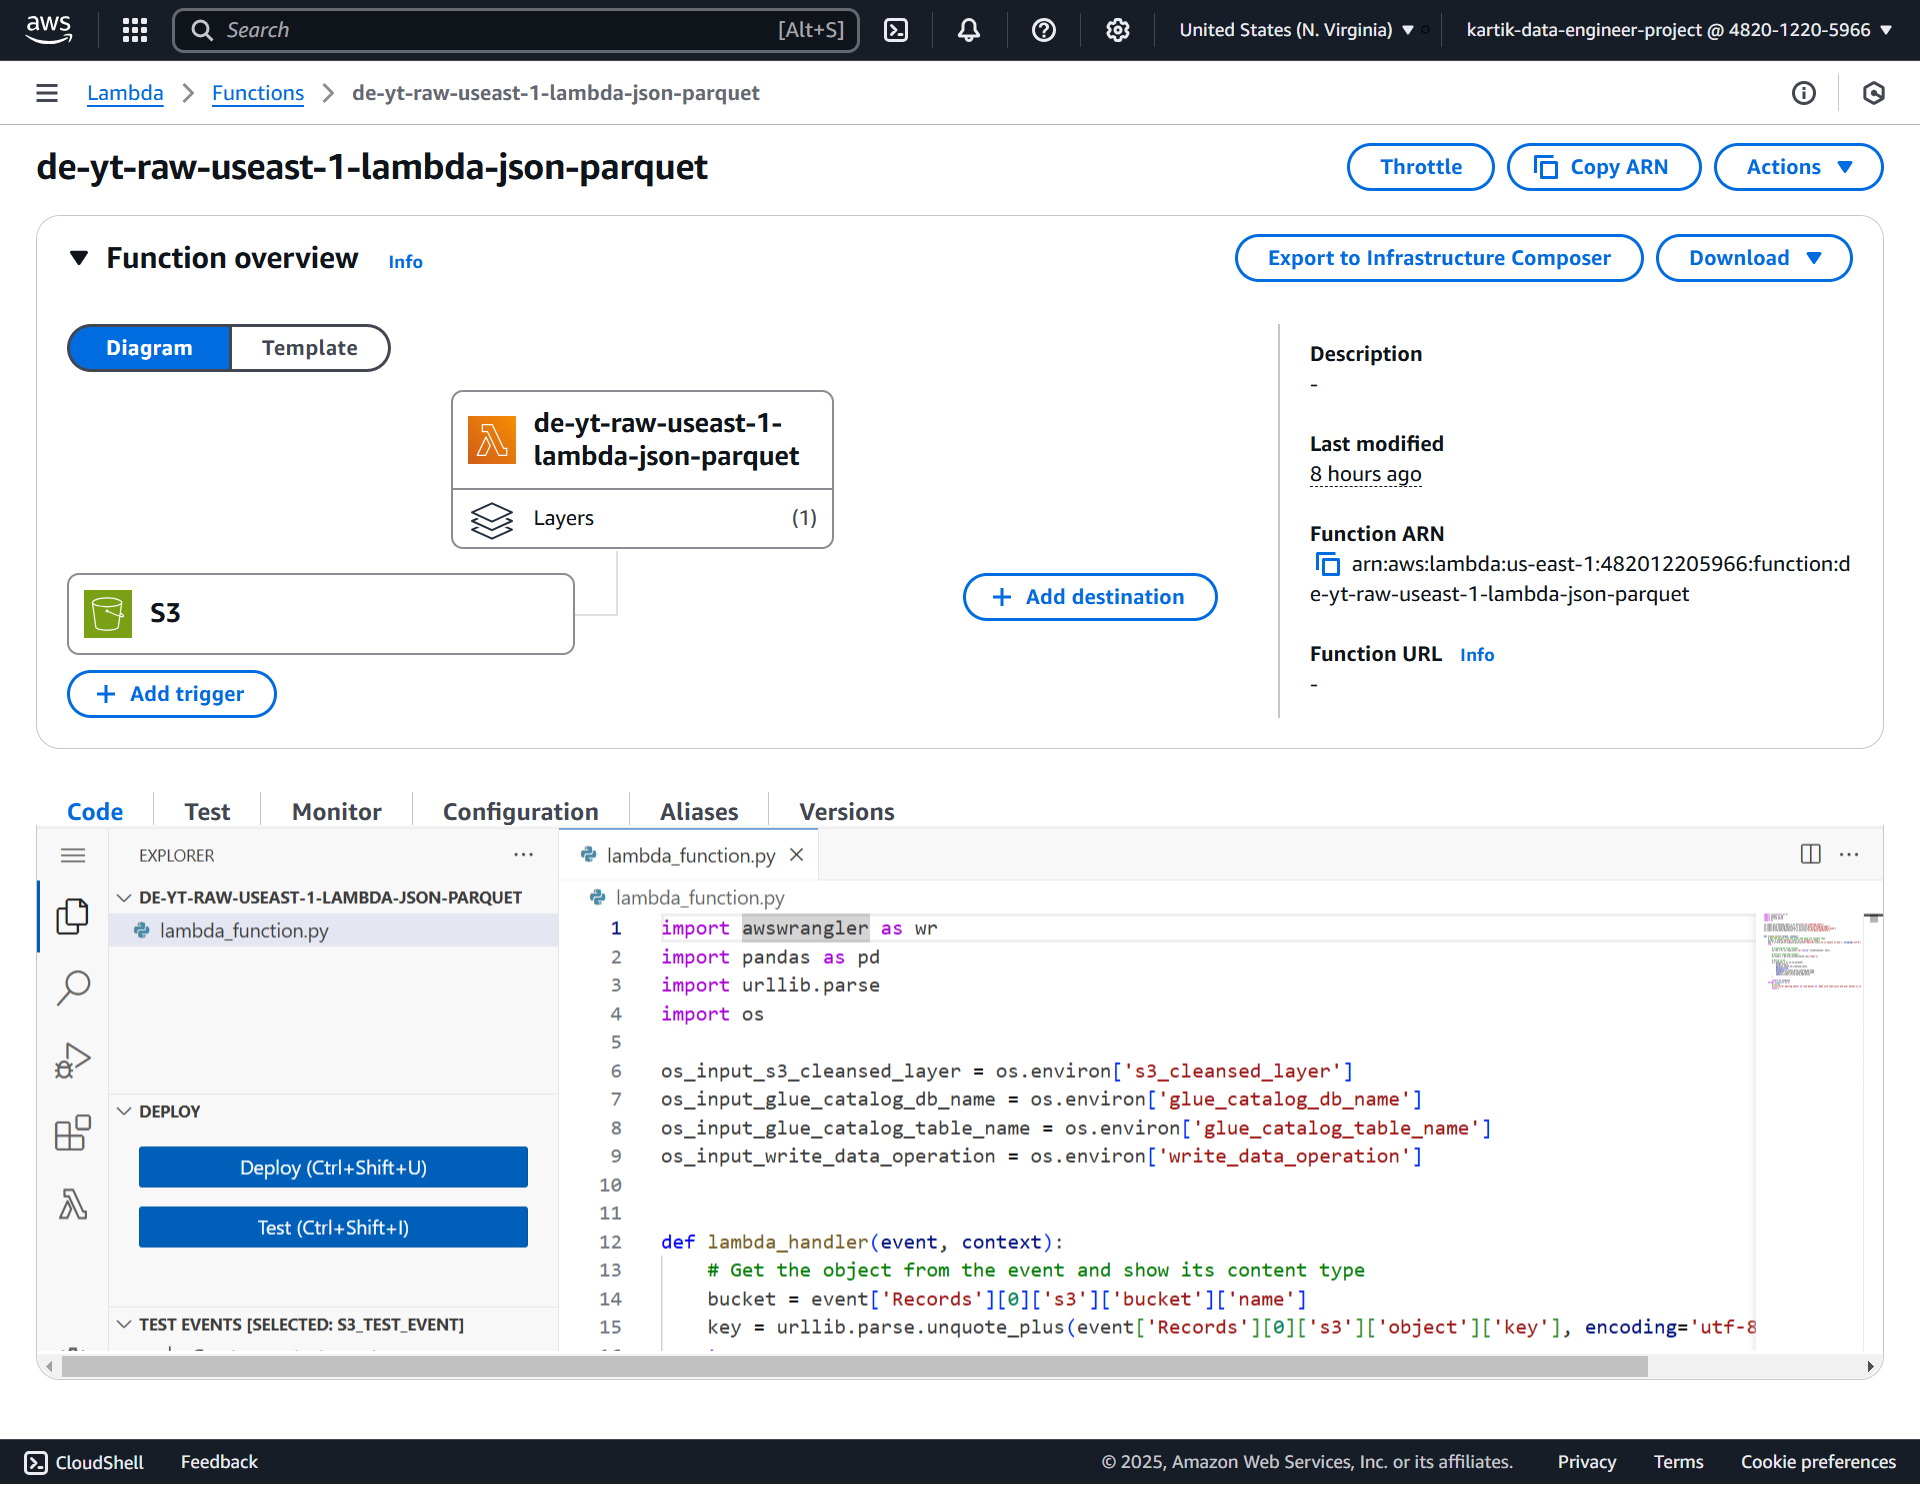 aws
Search [Alt+S]
United States (N. Virginia)
kartik-data-engineer-project @ 4820-1220-5966
Lambda
Functions
de-yt-raw-useast-1-lambda-json-parquet
de-yt-raw-useast-1-lambda-json-parquet
Throttle
Copy ARN
Actions
Function overview Info
Export to Infrastructure Composer
Download
Diagram
Template
de-yt-raw-useast-1-
lambda-json-parquet
Layers (1)
S3
Add trigger
Add destination
Description
-
Last modified
8 hours ago
Function ARN
arn:aws:lambda:us-east-1:482012205966:function:d
e-yt-raw-useast-1-lambda-json-parquet
Function URL Info
-
Code
Test
Monitor
Configuration
Aliases
Versions
EXPLORER
DE-YT-RAW-USEAST-1-LAMBDA-JSON-PARQUET
lambda_function.py
DEPLOY
Deploy (Ctrl+Shift+U)
Test (Ctrl+Shift+I)
TEST EVENTS [SELECTED: S3_TEST_EVENT]
lambda_function.py
lambda_function.py
1 import awswrangler as wr
2 import pandas as pd
3 import urllib.parse
4 import os
5
6 os_input_s3_cleansed_layer = os.environ['s3_cleansed_layer']
7 os_input_glue_catalog_db_name = os.environ['glue_catalog_db_name']
8 os_input_glue_catalog_table_name = os.environ['glue_catalog_table_name']
9 os_input_write_data_operation = os.environ['write_data_operation']
10
11
12 def lambda_handler(event, context):
13 # Get the object from the event and show its content type
14 bucket = event['Records'][0]['s3']['bucket']['name']
15 key = urllib.parse.unquote_plus(event['Records'][0]['s3']['object']['key'], encoding='utf-8
CloudShell
Feedback
© 2025, Amazon Web Services, Inc. or its affiliates.
Privacy
Terms
Cookie preferences